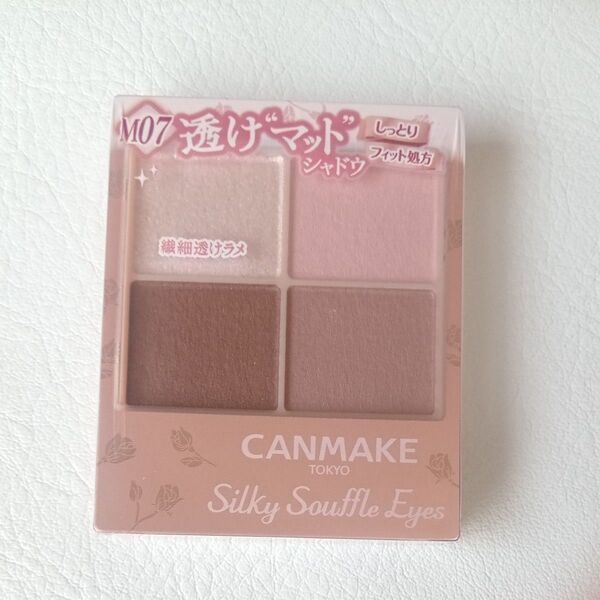 M07 透け"マット"
シャドウ
しっとり
フィット処方
繊細透けラメ
CANMAKE
TOKYO
Silky Souffle Eyes